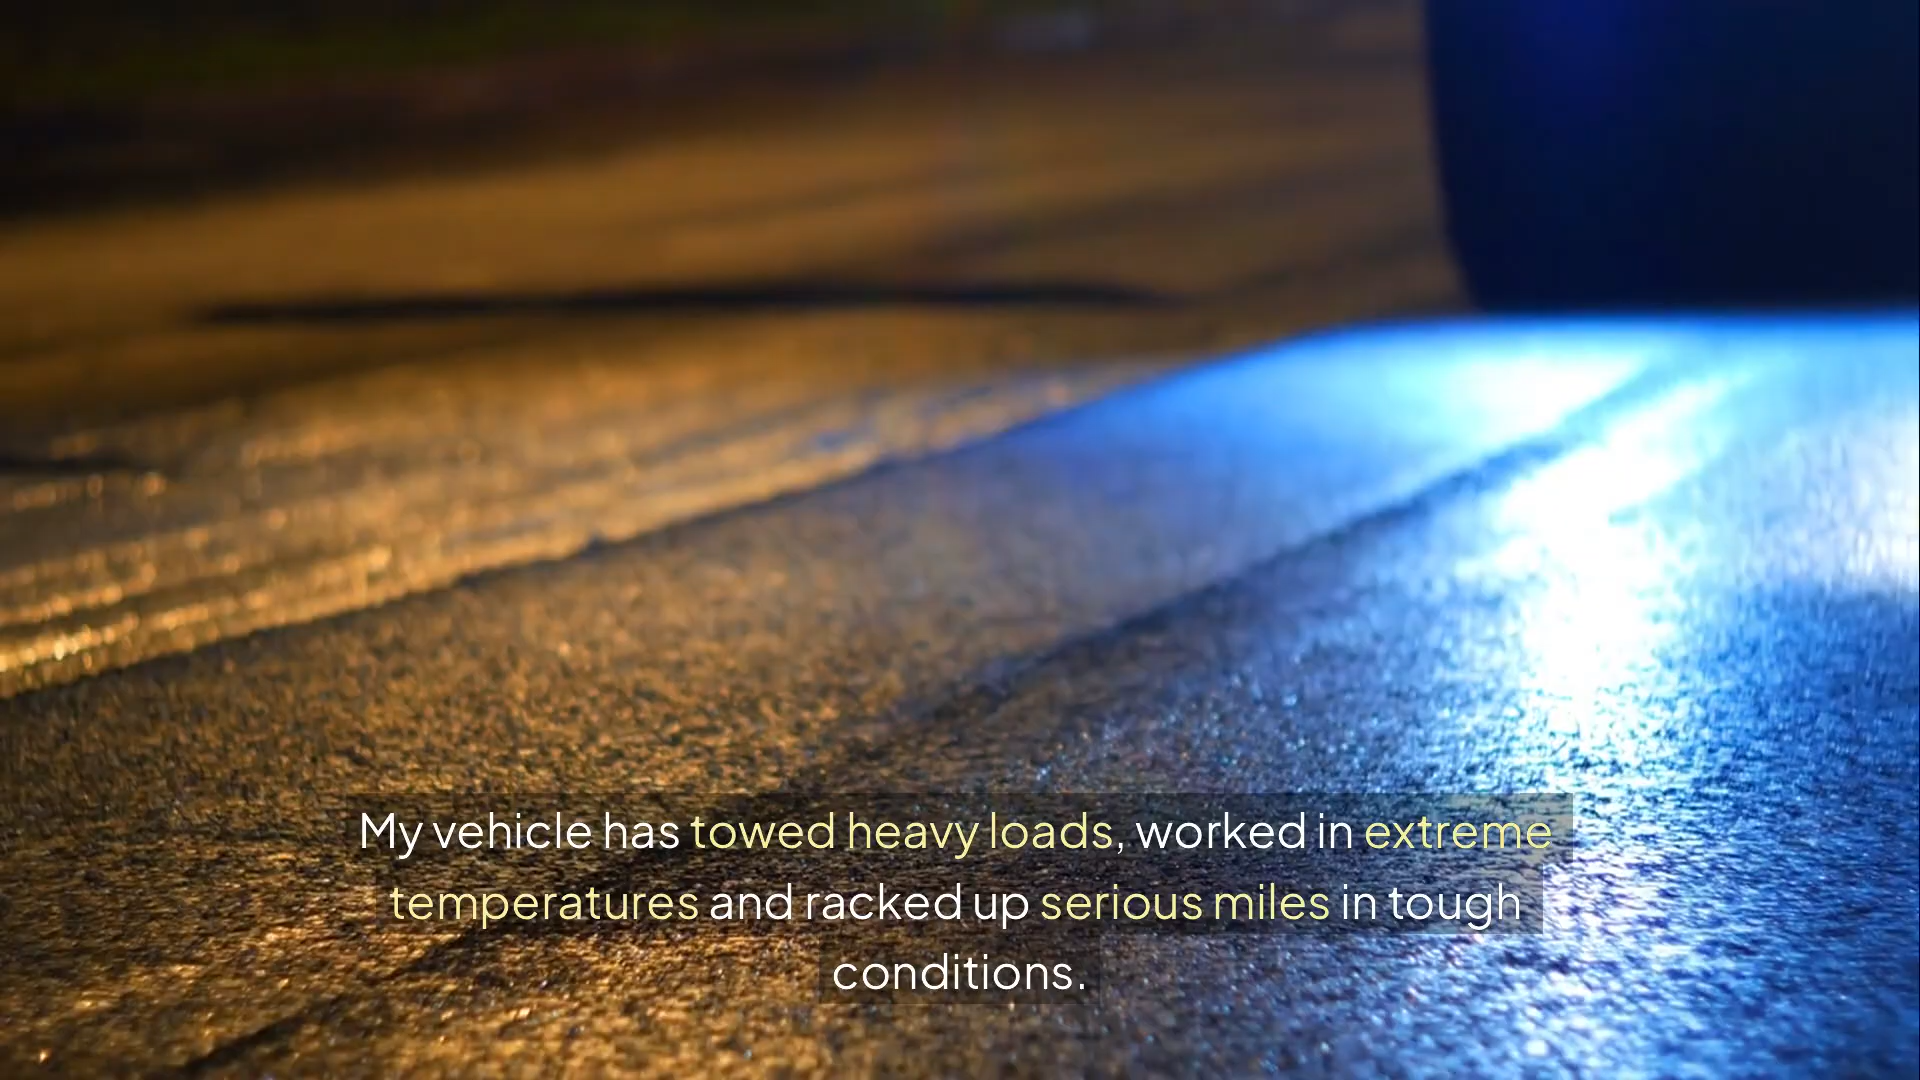 My vehicle has towed heavy loads, worked in extreme
temperatures and racked up serious miles in tough
conditions.